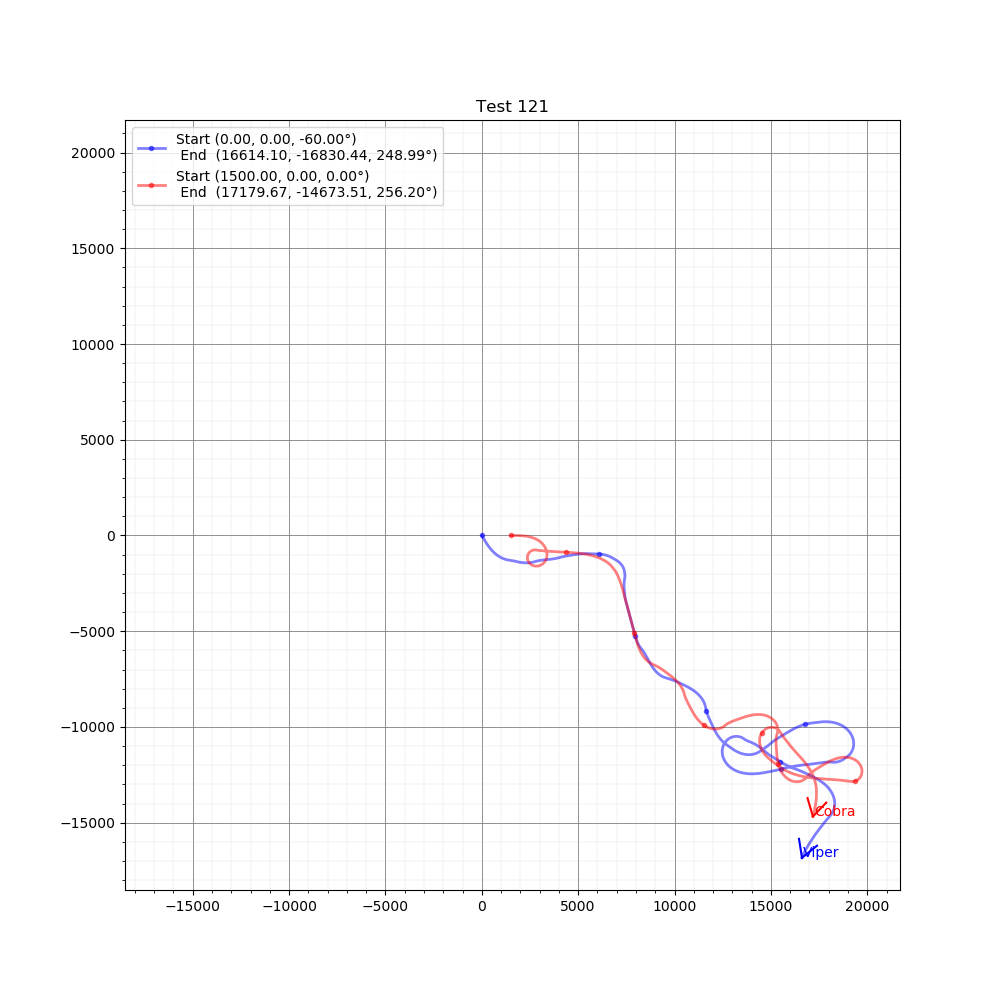 Test 121
Start (0.00, 0.00, -60.00°)
End (16614.10, -16830.44, 248.99°)
Start (1500.00, 0.00, 0.00°)
End (17179.67, -14673.51, 256.20°)
20000
15000
10000
5000
0
−5000
−10000
−15000
Cobra
Viper
−15000 −10000 −5000 0 5000 10000 15000 20000